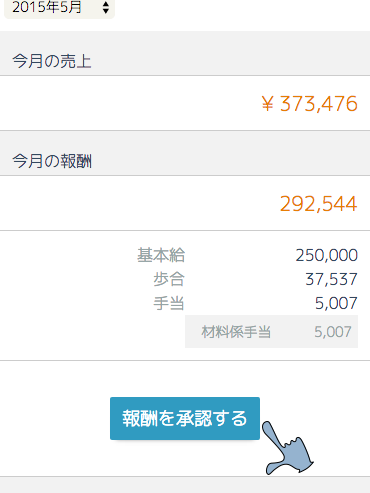 2015年5月
今月の売上
¥ 373,476
今月の報酬
292,544
基本給 250,000
歩合 37,537
手当 5,007
材料係手当 5,007
報酬を承認する